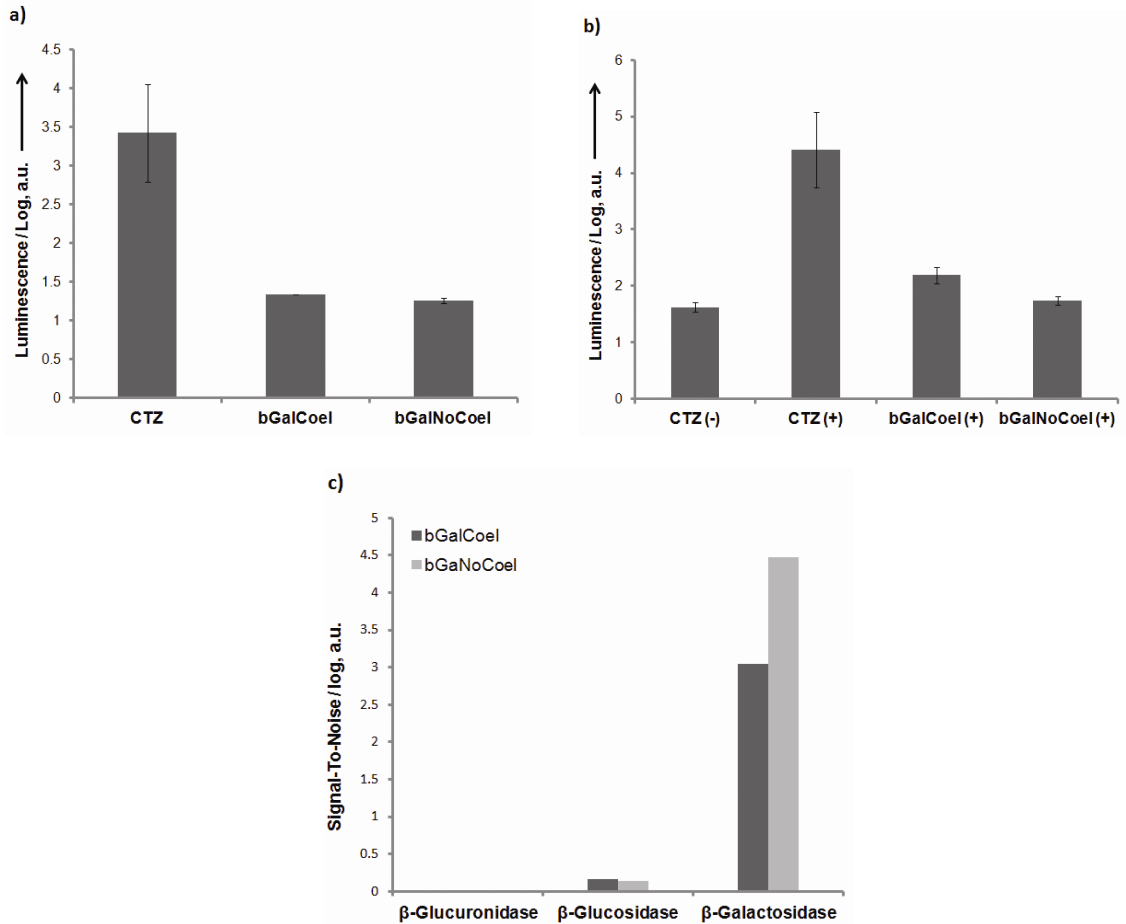 a)
Luminescence / Log, a.u.
4.5
4
3.5
3
2.5
2
1.5
1
0.5
0
CTZ
bGalCoel
bGalNoCoel
b)
Luminescence / Log, a.u.
6
5
4
3
2
1
0
CTZ (-)
CTZ (+)
bGalCoel (+)
bGalNoCoel (+)
c)
Signal-To-Noise / log, a.u.
5
4.5
4
3.5
3
2.5
2
1.5
1
0.5
0
bGalCoel
bGaNoCoel
β-Glucuronidase
β-Glucosidase
β-Galactosidase